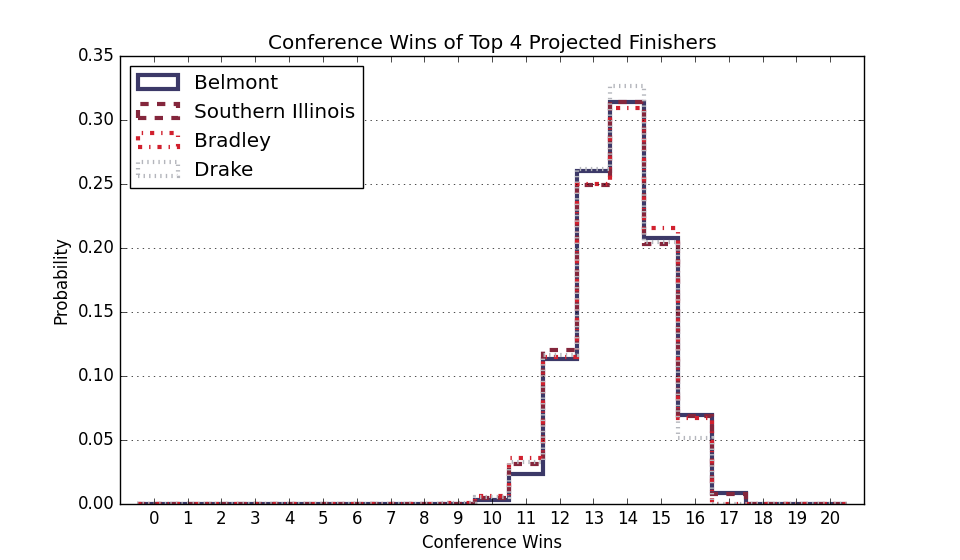 Conference Wins of Top 4 Projected Finishers
0.35
0.30
0.25
0.20
0.15
0.10
0.05
0.00
Probability
Belmont
Southern Illinois
Bradley
Drake
0 1 2 3 4 5 6 7 8 9 10 11 12 13 14 15 16 17 18 19 20
Conference Wins